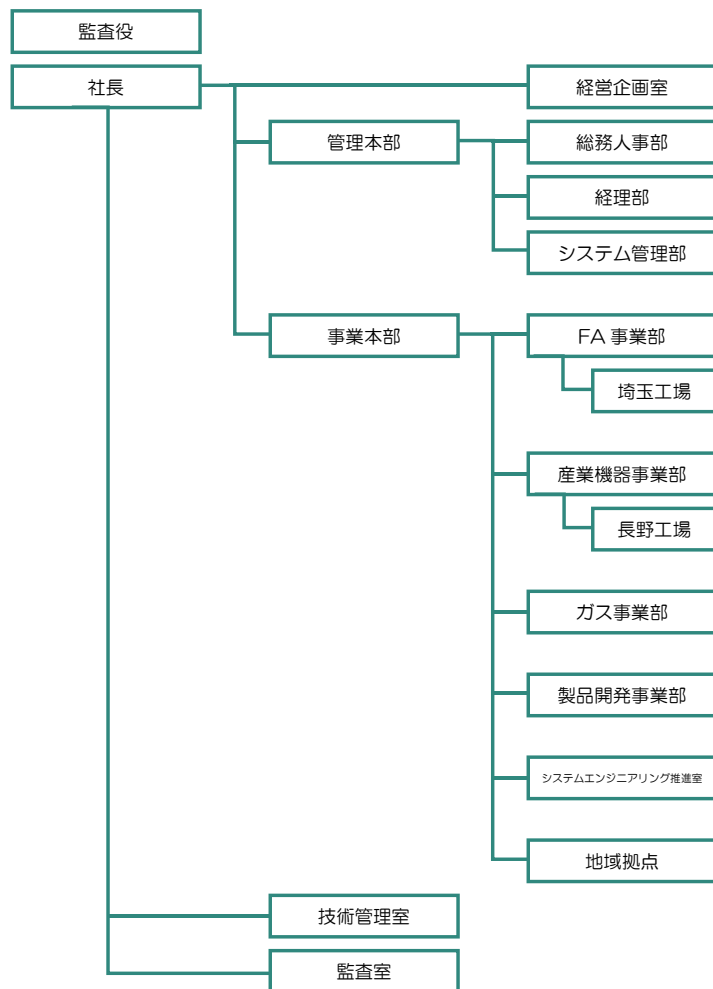 監査役
社長
経営企画室
管理本部
総務人事部
経理部
システム管理部
事業本部
FA 事業部
埼玉工場
産業機器事業部
長野工場
ガス事業部
製品開発事業部
システムエンジニアリング推進室
地域拠点
技術管理室
監査室